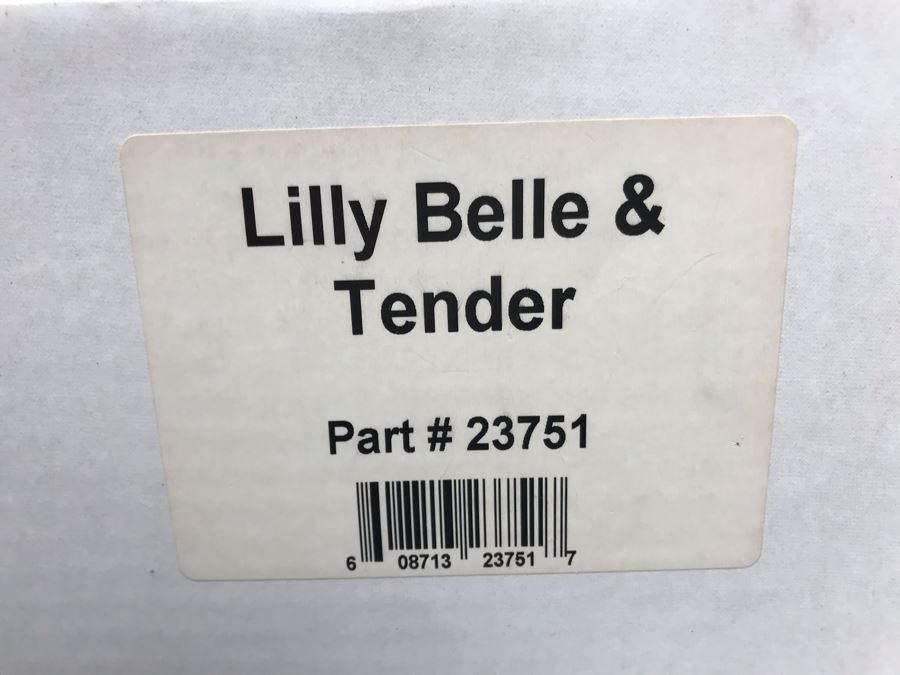 Lilly Belle &
Tender
Part # 23751
6 08713 23751 7